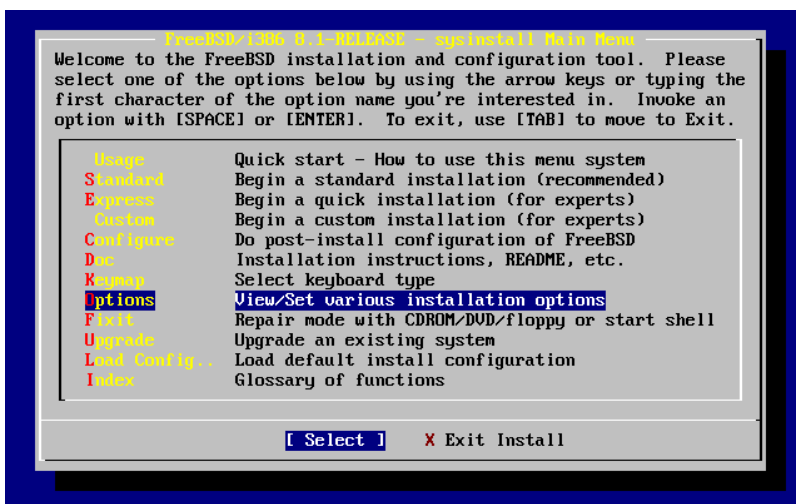 FreeBSD/i386 8.1-RELEASE - sysinstall Main Menu
Welcome to the FreeBSD installation and configuration tool.  Please
select one of the options below by using the arrow keys or typing the
first character of the option name you're interested in.  Invoke an
option with [SPACE] or [ENTER].  To exit, use [TAB] to move to Exit.
Usage Quick start - How to use this menu system
Standard Begin a standard installation (recommended)
Express Begin a quick installation (for experts)
Custom Begin a custom installation (for experts)
Configure Do post-install configuration of FreeBSD
Doc Installation instructions, README, etc.
Keymap Select keyboard type
Options View/Set various installation options
Fixit Repair mode with CDROM/DVD/floppy or start shell
Upgrade Upgrade an existing system
Load Config.. Load default install configuration
Index Glossary of functions
[ Select ] X Exit Install